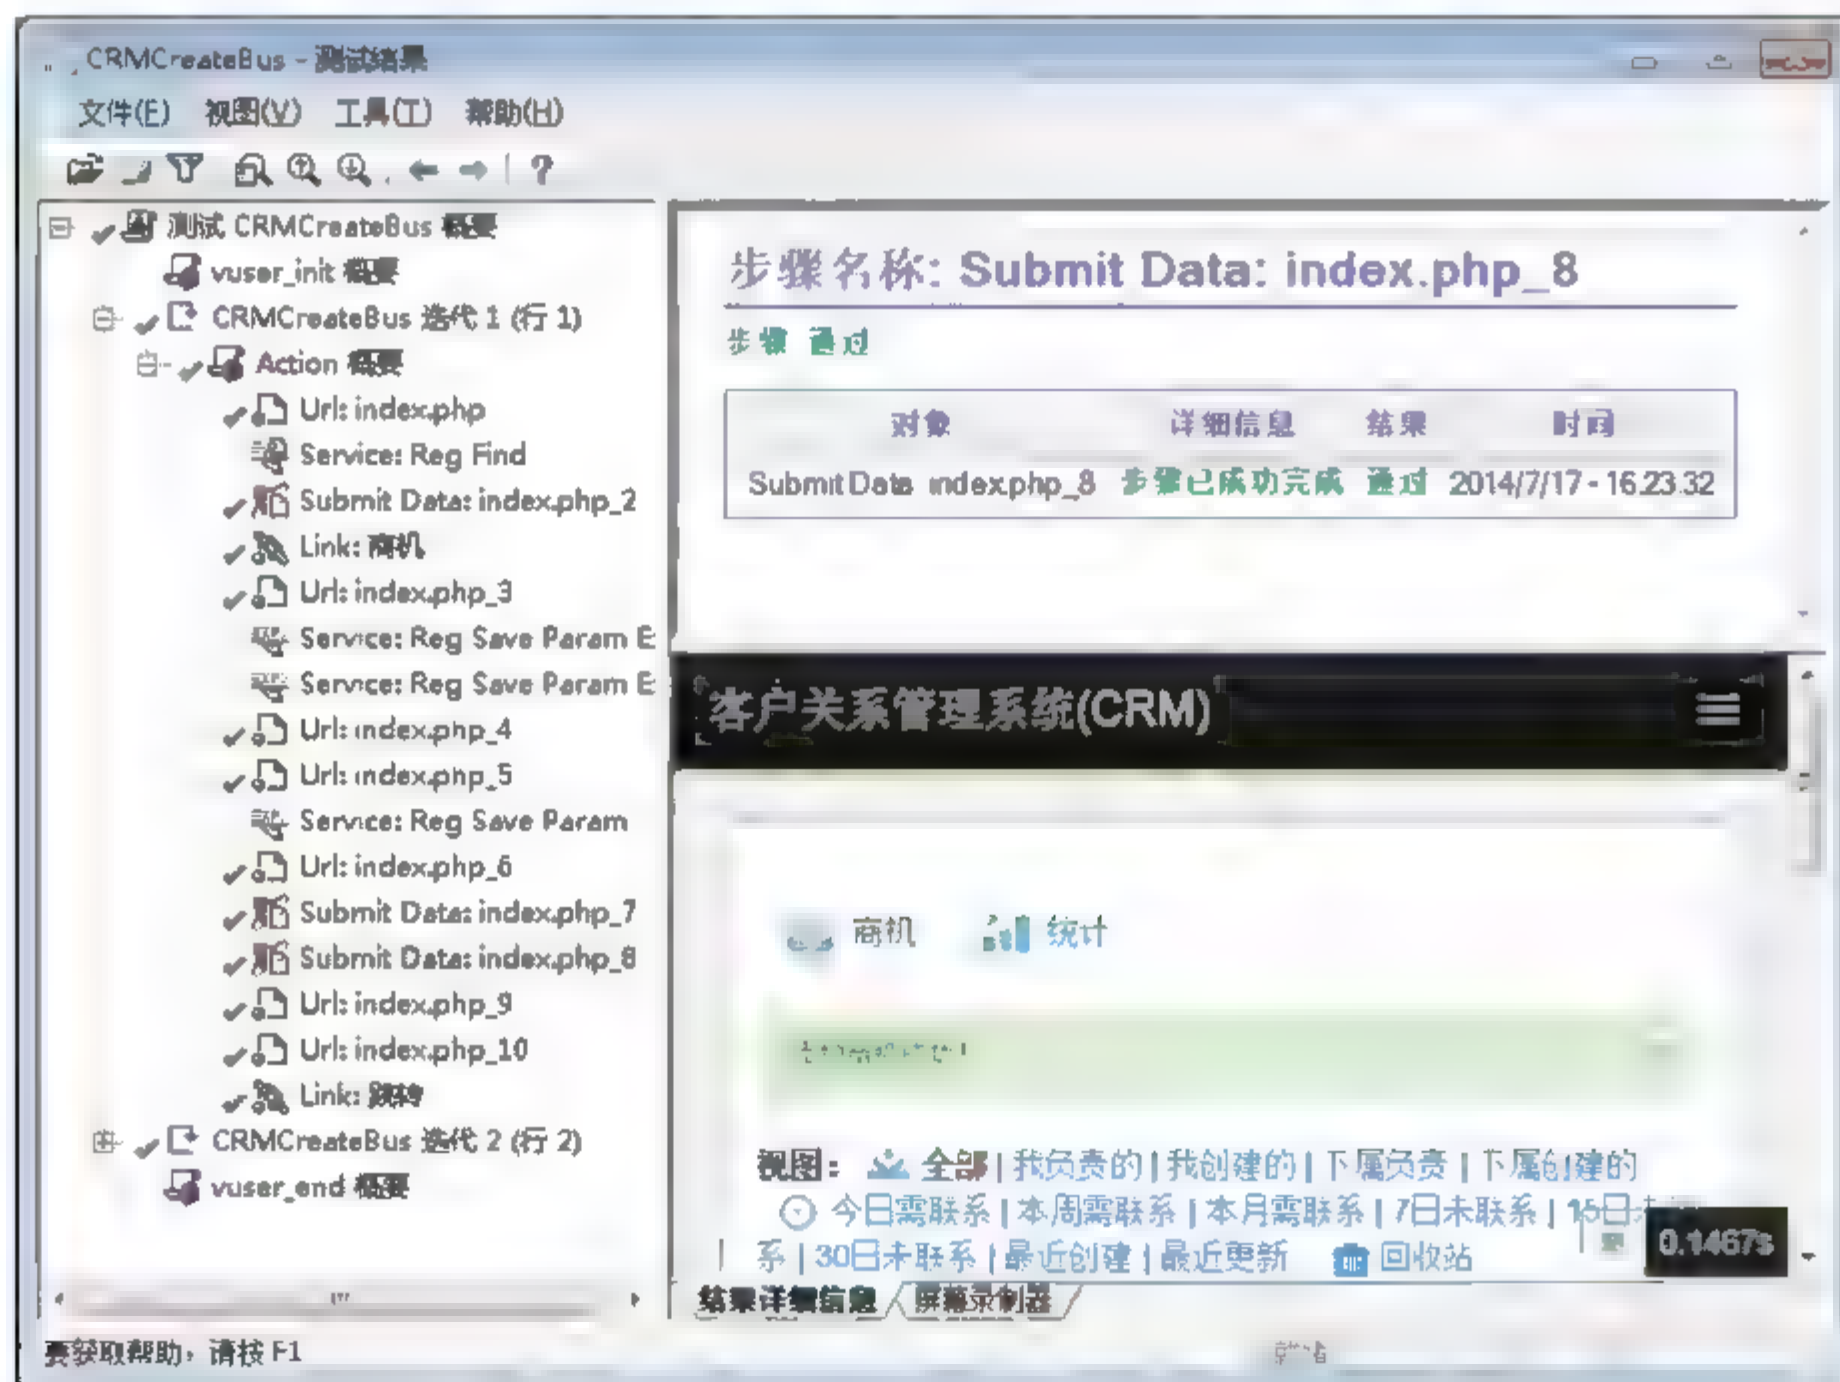 CRMCreateBus - 测试结果
文件(F) 视图(V) 工具(T) 帮助(H)
测试 CRMCreateBus 概要
vuser_init 概要
CRMCreateBus 迭代 1 (行 1)
Action 概要
Url: index.php
Service: Reg Find
Submit Data: index.php_2
Link: 商机
Url: index.php_3
Service: Reg Save Param E
Service: Reg Save Param E
Url: index.php_4
Url: index.php_5
Service: Reg Save Param
Url: index.php_6
Submit Data: index.php_7
Submit Data: index.php_8
Url: index.php_9
Url: index.php_10
Link: 跳转
CRMCreateBus 迭代 2 (行 2)
vuser_end 概要
步骤名称: Submit Data: index.php_8
步骤 通过
对象 详细信息 结果 时间
Submit Data index.php_8 步骤已成功完成 通过 2014/7/17 - 16:23:32
客户关系管理系统(CRM)
商机 统计
视图: 全部 | 我负责的 | 我创建的 | 下属负责 | 下属创建的
今日需联系 | 本周需联系 | 本月需联系 | 7日未联系 | 15日
系 | 30日未联系 | 最近创建 | 最近更新 回收站
0.1467s
结果详细信息 屏幕录制器
要获取帮助，请按 F1